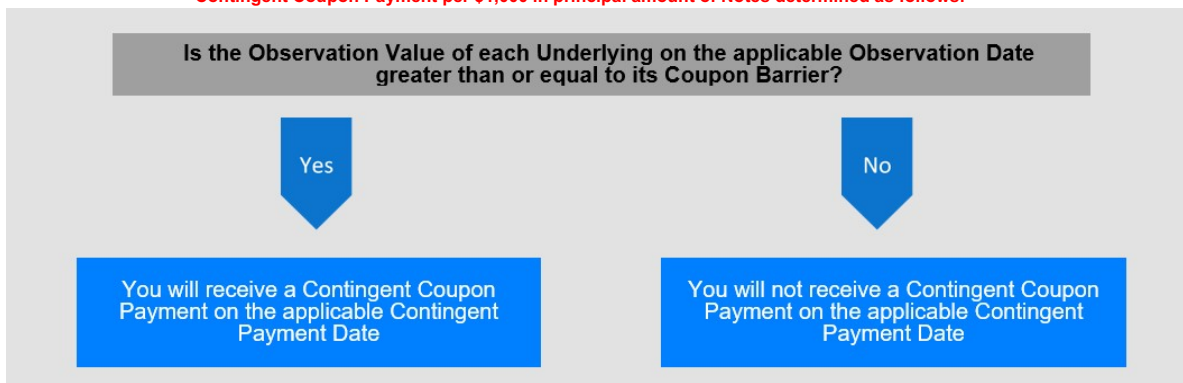 Contingent Coupon Payment per $1,000 in principal amount of Notes determined as follows:
Is the Observation Value of each Underlying on the applicable Observation Date
greater than or equal to its Coupon Barrier?
Yes
No
You will receive a Contingent Coupon
Payment on the applicable Contingent
Payment Date
You will not receive a Contingent Coupon
Payment on the applicable Contingent
Payment Date